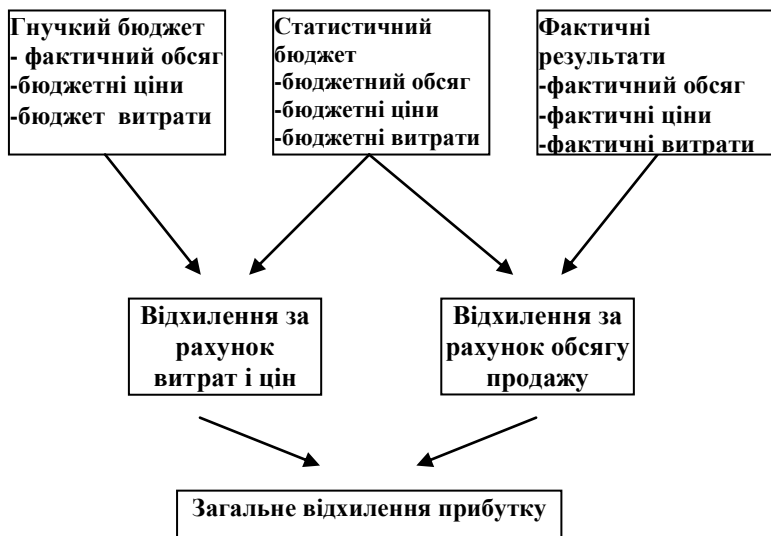 Гнучкий бюджет
- фактичний обсяг
-бюджетні ціни
-бюджет витрати
Статистичний
бюджет
-бюджетний обсяг
-бюджетні ціни
-бюджетні витрати
Фактичні
результати
-фактичний обсяг
-фактичні ціни
-фактичні витрати
Відхилення за
рахунок
витрат і цін
Відхилення за
рахунок обсягу
продажу
Загальне відхилення прибутку